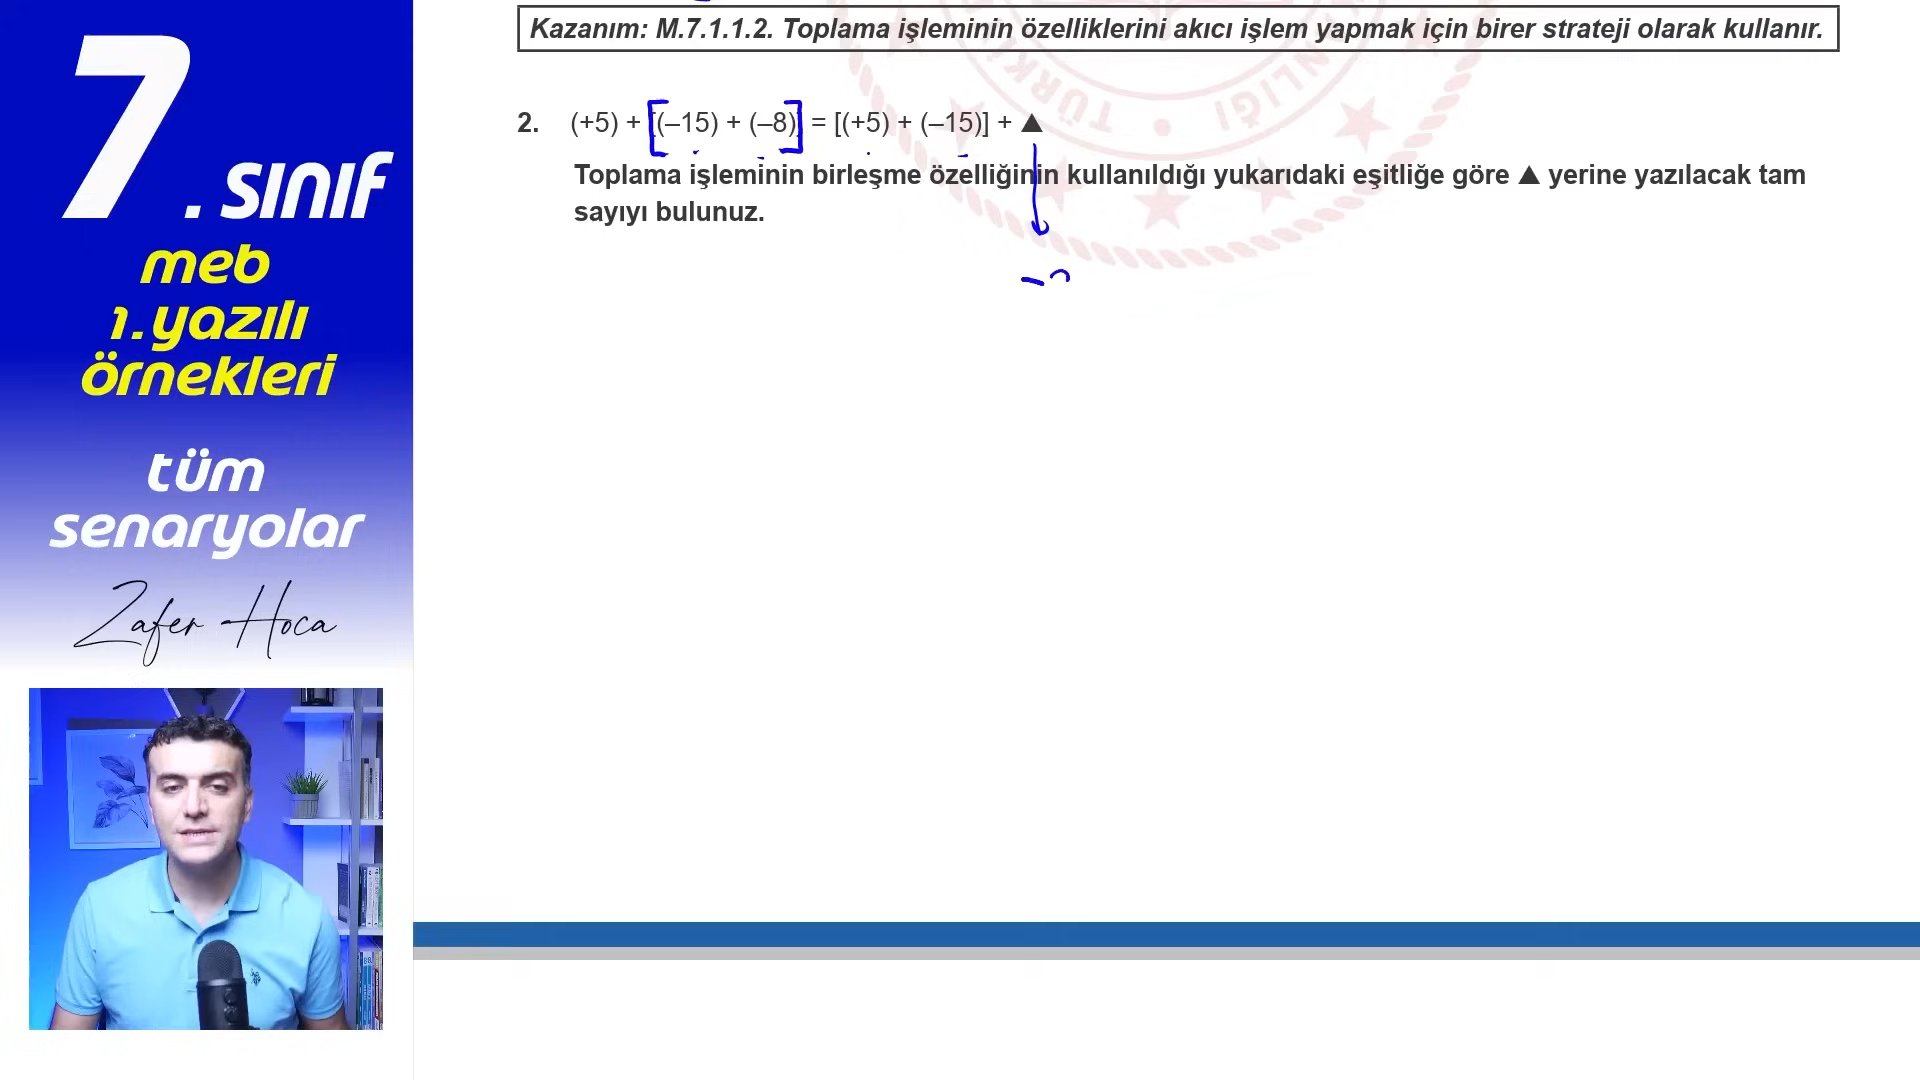 7. SINIF
meb
1.yazılı
örnekleri
tüm
senaryolar
Zafer Hoca
Kazanım: M.7.1.1.2. Toplama işleminin özelliklerini akıcı işlem yapmak için birer strateji olarak kullanır.
2. (+5) + [(–15) + (–8)] = [(+5) + (–15)] + ▲
Toplama işleminin birleşme özelliğinin kullanıldığı yukarıdaki eşitliğe göre ▲ yerine yazılacak tam
sayıyı bulunuz.